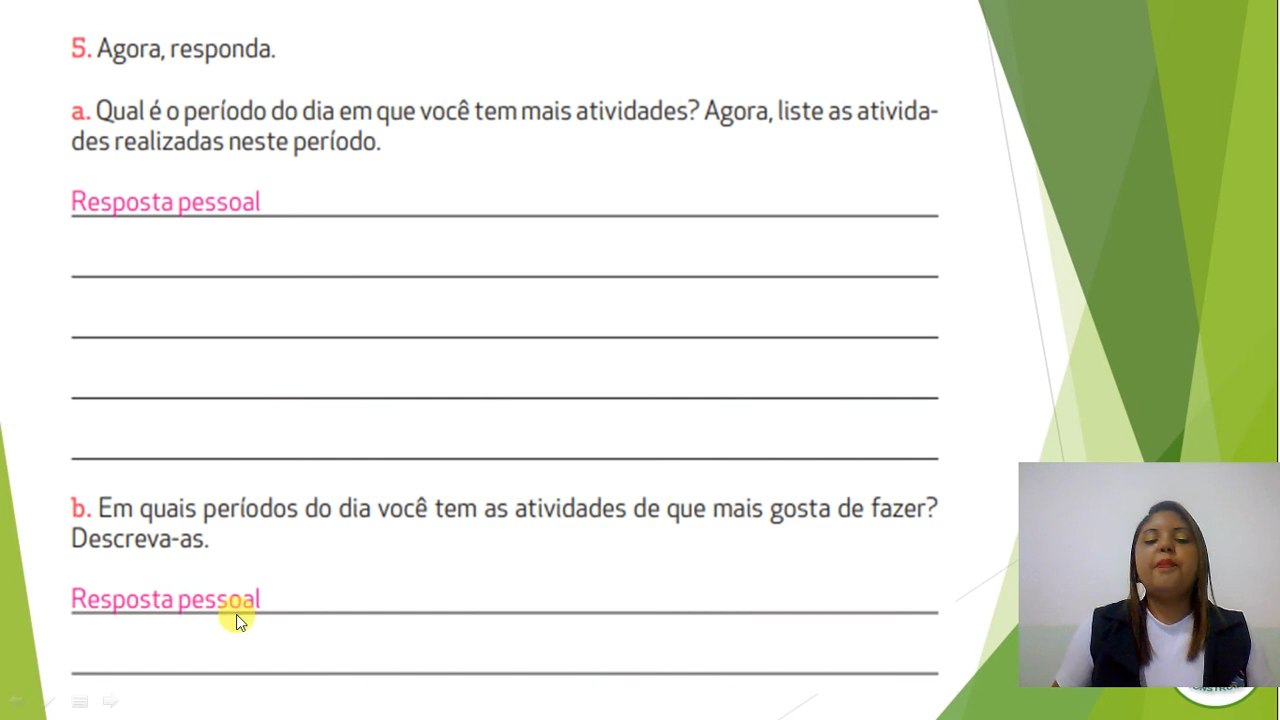 5. Agora, responda.
a. Qual é o período do dia em que você tem mais atividades? Agora, liste as ativida-
des realizadas neste período.
Resposta pessoal
b. Em quais períodos do dia você tem as atividades de que mais gosta de fazer?
Descreva-as.
Resposta pessoal